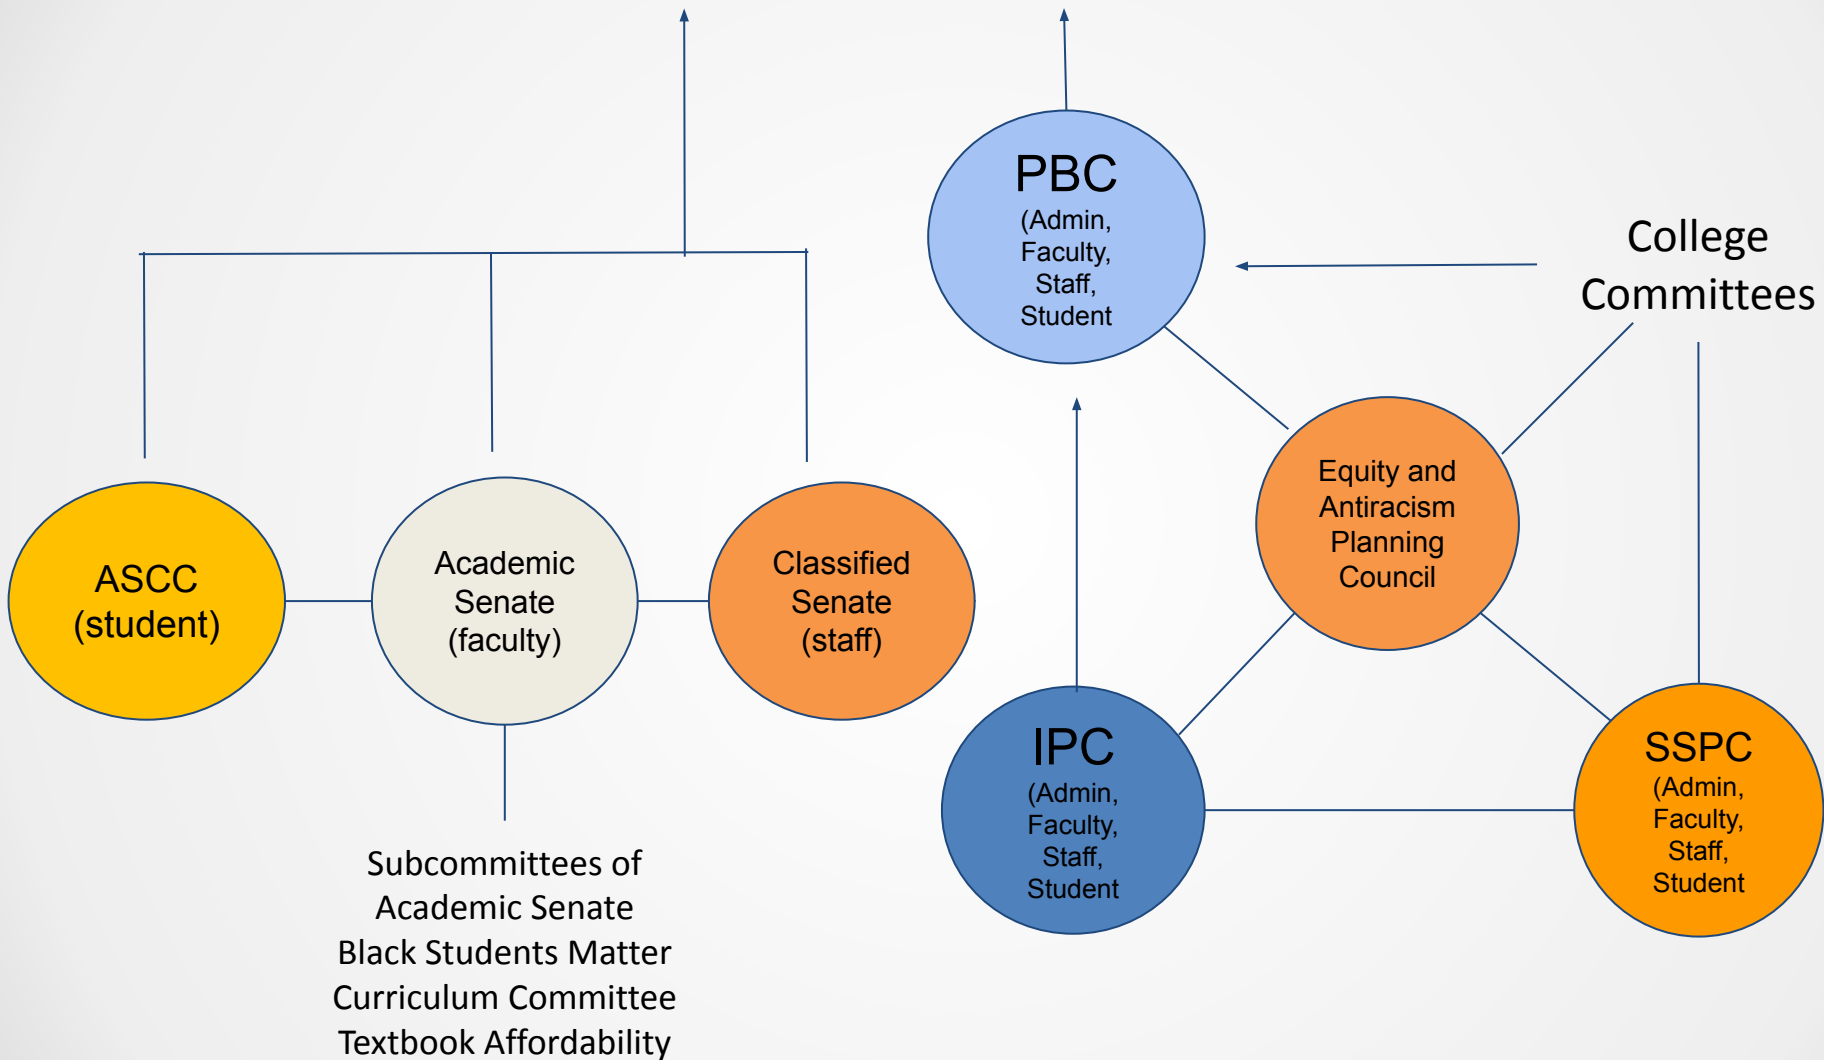 PBC
(Admin,
Faculty,
Staff,
Student
College
Committees
Equity and
Antiracism
Planning
Council
ASCC
(student)
Academic
Senate
(faculty)
Classified
Senate
(staff)
IPC
(Admin,
Faculty,
Staff,
Student
SSPC
(Admin,
Faculty,
Staff,
Student
Subcommittees of
Academic Senate
Black Students Matter
Curriculum Committee
Textbook Affordability